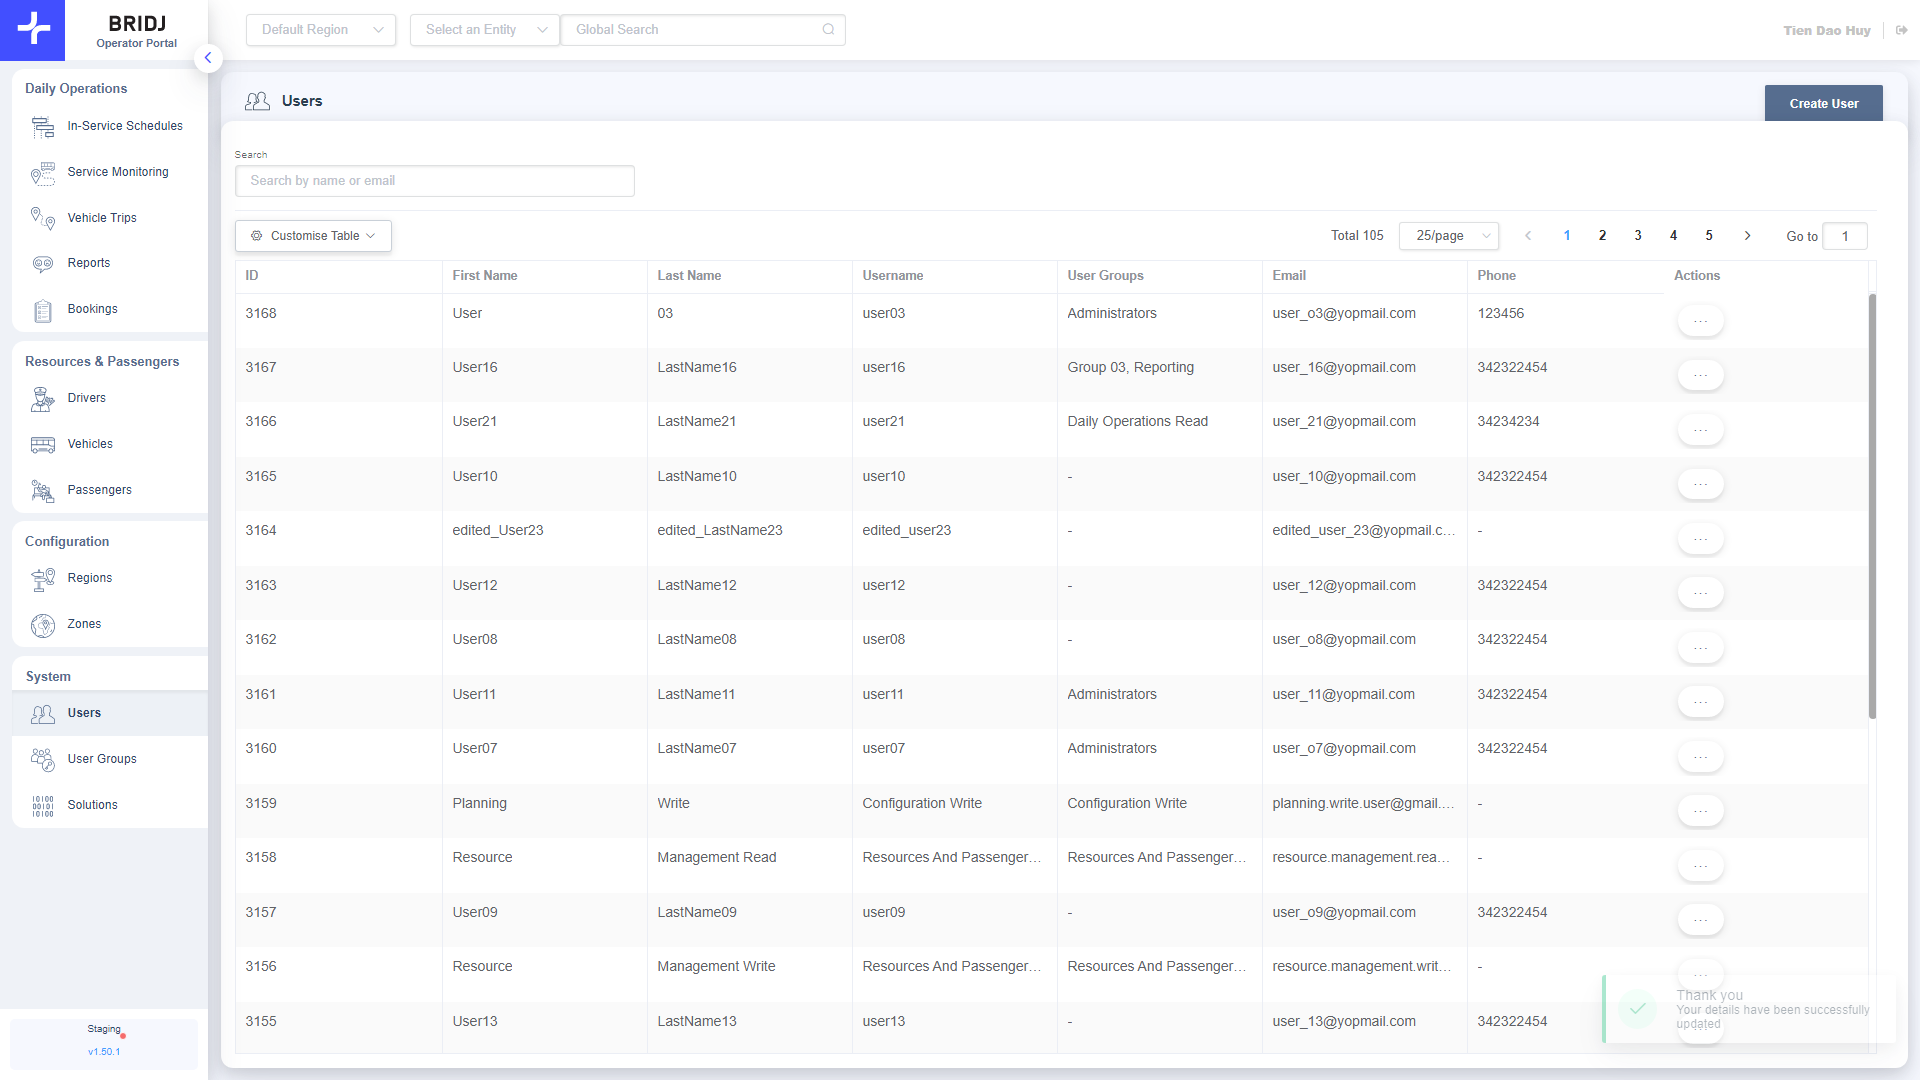 BRIDJ
Operator Portal
Default Region
Select an Entity
Global Search
Tien Dao Huy
Daily Operations
In-Service Schedules
Service Monitoring
Vehicle Trips
Reports
Bookings
Resources & Passengers
Drivers
Vehicles
Passengers
Configuration
Regions
Zones
System
Users
User Groups
Solutions
Staging
v1.50.1
Users
Create User
Search
Search by name or email
Customise Table
Total 105 25/page 1 2 3 4 5 Go to 1
ID First Name Last Name Username User Groups Email Phone Actions
3168 User 03 user03 Administrators user_o3@yopmail.com 123456 ...
3167 User16 LastName16 user16 Group 03, Reporting user_16@yopmail.com 342322454 ...
3166 User21 LastName21 user21 Daily Operations Read user_21@yopmail.com 34234234 ...
3165 User10 LastName10 user10 - user_10@yopmail.com 342322454 ...
3164 edited_User23 edited_LastName23 edited_user23 - edited_user_23@yopmail.c... - ...
3163 User12 LastName12 user12 - user_12@yopmail.com 342322454 ...
3162 User08 LastName08 user08 - user_o8@yopmail.com 342322454 ...
3161 User11 LastName11 user11 Administrators user_11@yopmail.com 342322454 ...
3160 User07 LastName07 user07 Administrators user_o7@yopmail.com 342322454 ...
3159 Planning Write Configuration Write Configuration Write planning.write.user@gmail.... - ...
3158 Resource Management Read Resources And Passenger... Resources And Passenger... resource.management.rea... - ...
3157 User09 LastName09 user09 - user_o9@yopmail.com 342322454 ...
3156 Resource Management Write Resources And Passenger... Resources And Passenger... resource.management.writ... - ...
3155 User13 LastName13 user13 - user_13@yopmail.com 342322454 ...
Thank you
Your details have been successfully
updated